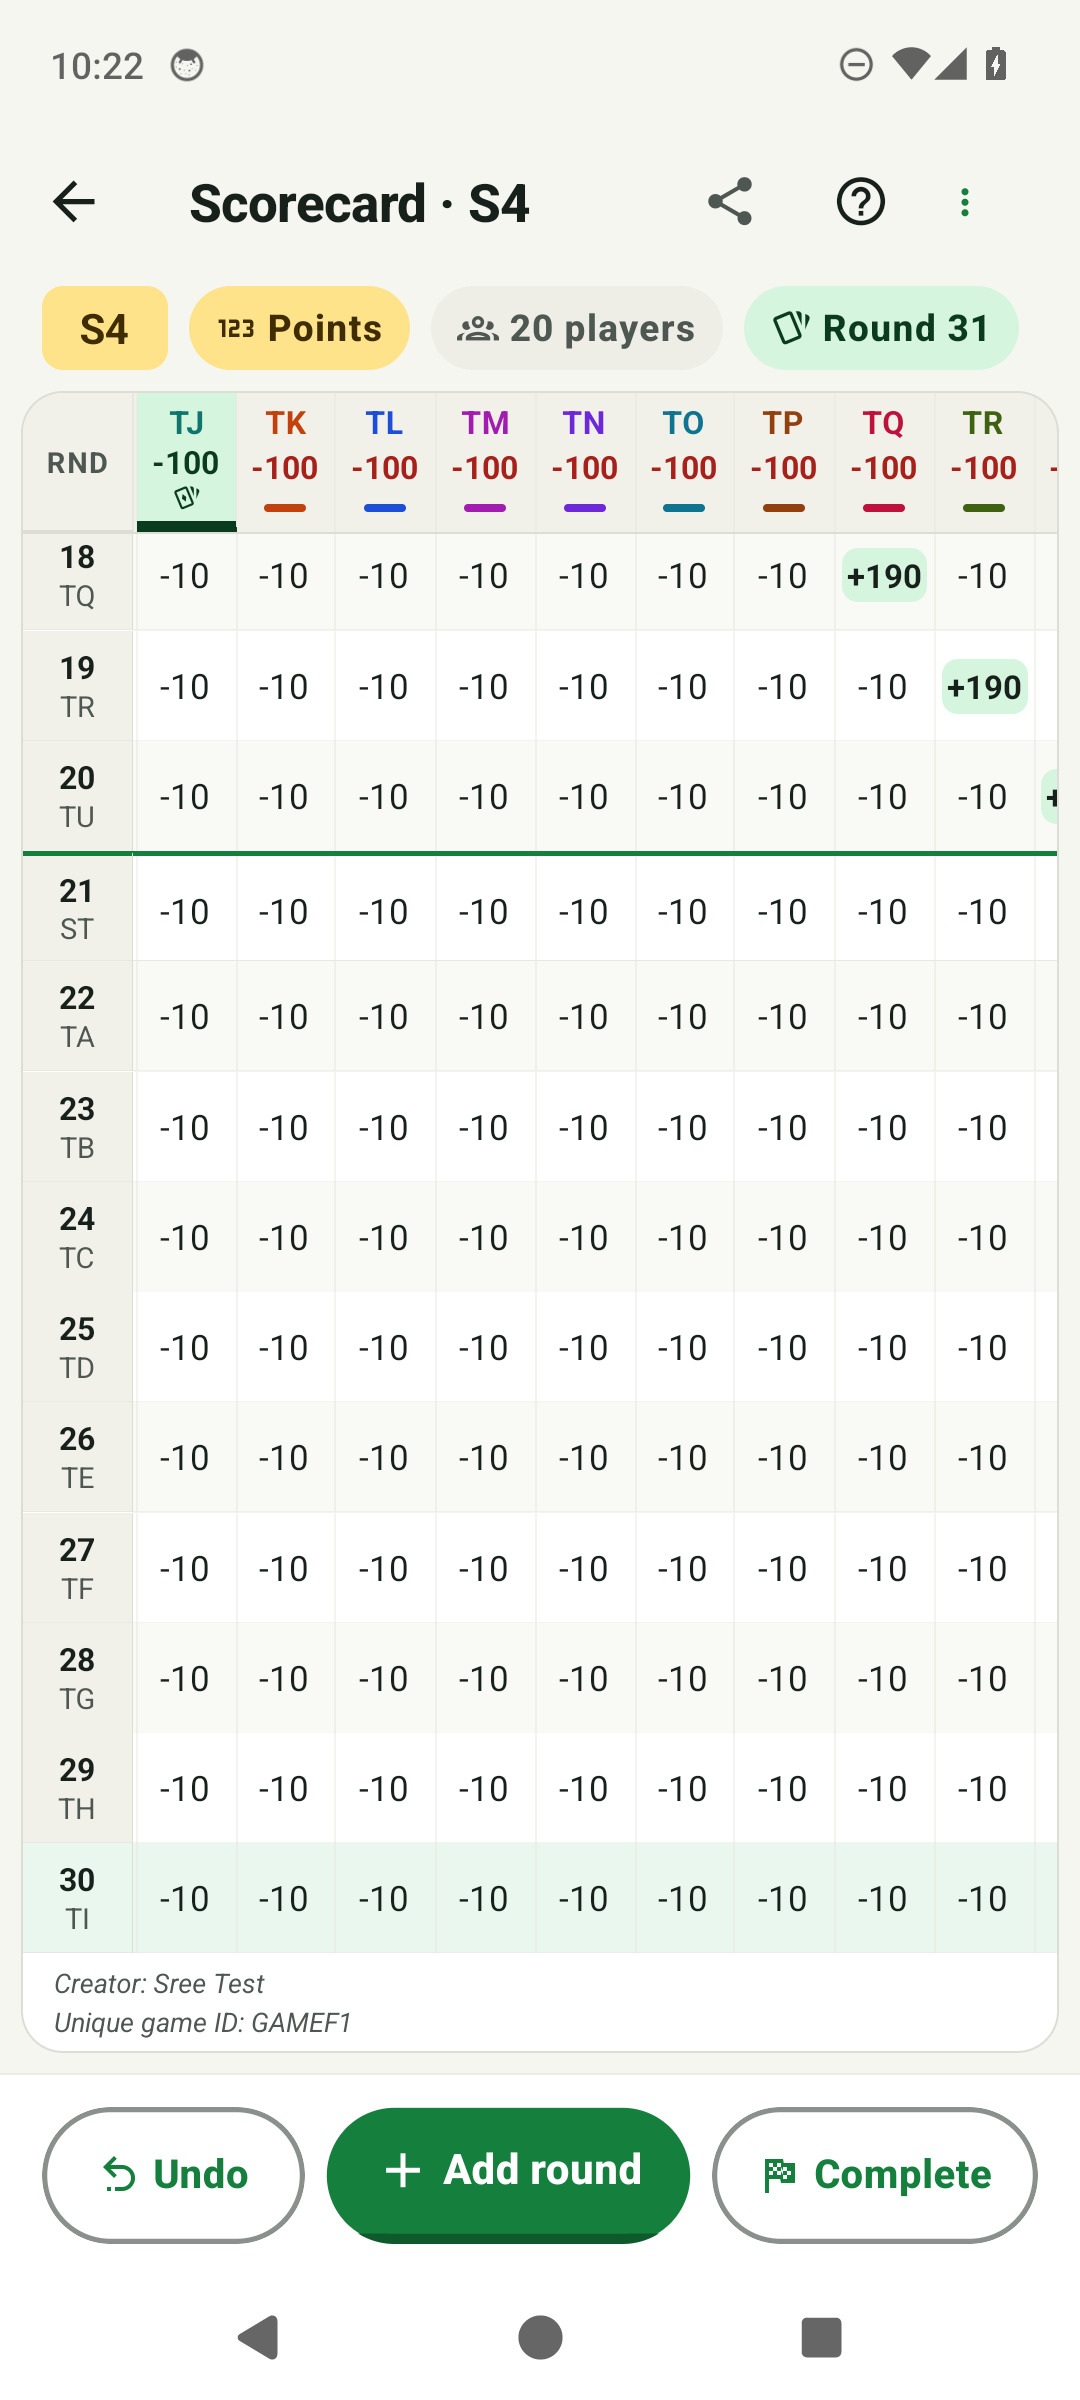 10:22
Scorecard · S4
S4 123 Points 20 players Round 31
RND TJ TK TL TM TN TO TP TQ TR
-100 -100 -100 -100 -100 -100 -100 -100 -100 -
18 -10 -10 -10 -10 -10 -10 -10 +190 -10
TQ
19 -10 -10 -10 -10 -10 -10 -10 -10 +190
TR
20 -10 -10 -10 -10 -10 -10 -10 -10 -10 +
TU
21 -10 -10 -10 -10 -10 -10 -10 -10 -10
ST
22 -10 -10 -10 -10 -10 -10 -10 -10 -10
TA
23 -10 -10 -10 -10 -10 -10 -10 -10 -10
TB
24 -10 -10 -10 -10 -10 -10 -10 -10 -10
TC
25 -10 -10 -10 -10 -10 -10 -10 -10 -10
TD
26 -10 -10 -10 -10 -10 -10 -10 -10 -10
TE
27 -10 -10 -10 -10 -10 -10 -10 -10 -10
TF
28 -10 -10 -10 -10 -10 -10 -10 -10 -10
TG
29 -10 -10 -10 -10 -10 -10 -10 -10 -10
TH
30 -10 -10 -10 -10 -10 -10 -10 -10 -10
TI
Creator: Sree Test
Unique game ID: GAMEF1
Undo + Add round Complete